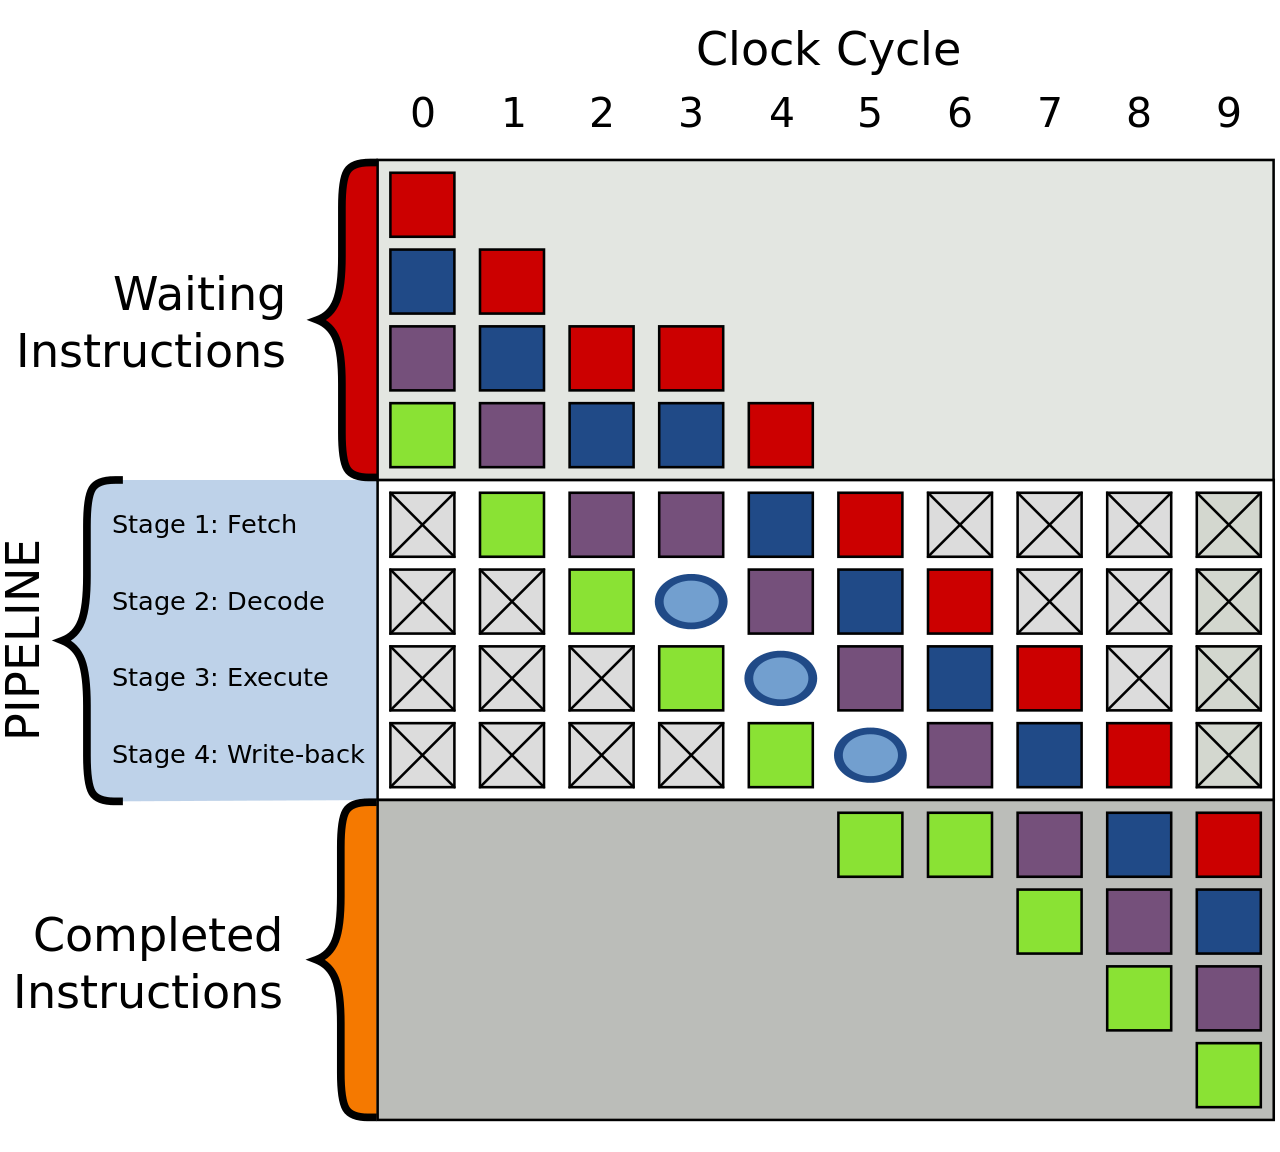 Clock Cycle
0 1 2 3 4 5 6 7 8 9
Waiting
Instructions
PIPELINE
Stage 1: Fetch
Stage 2: Decode
Stage 3: Execute
Stage 4: Write-back
Completed
Instructions